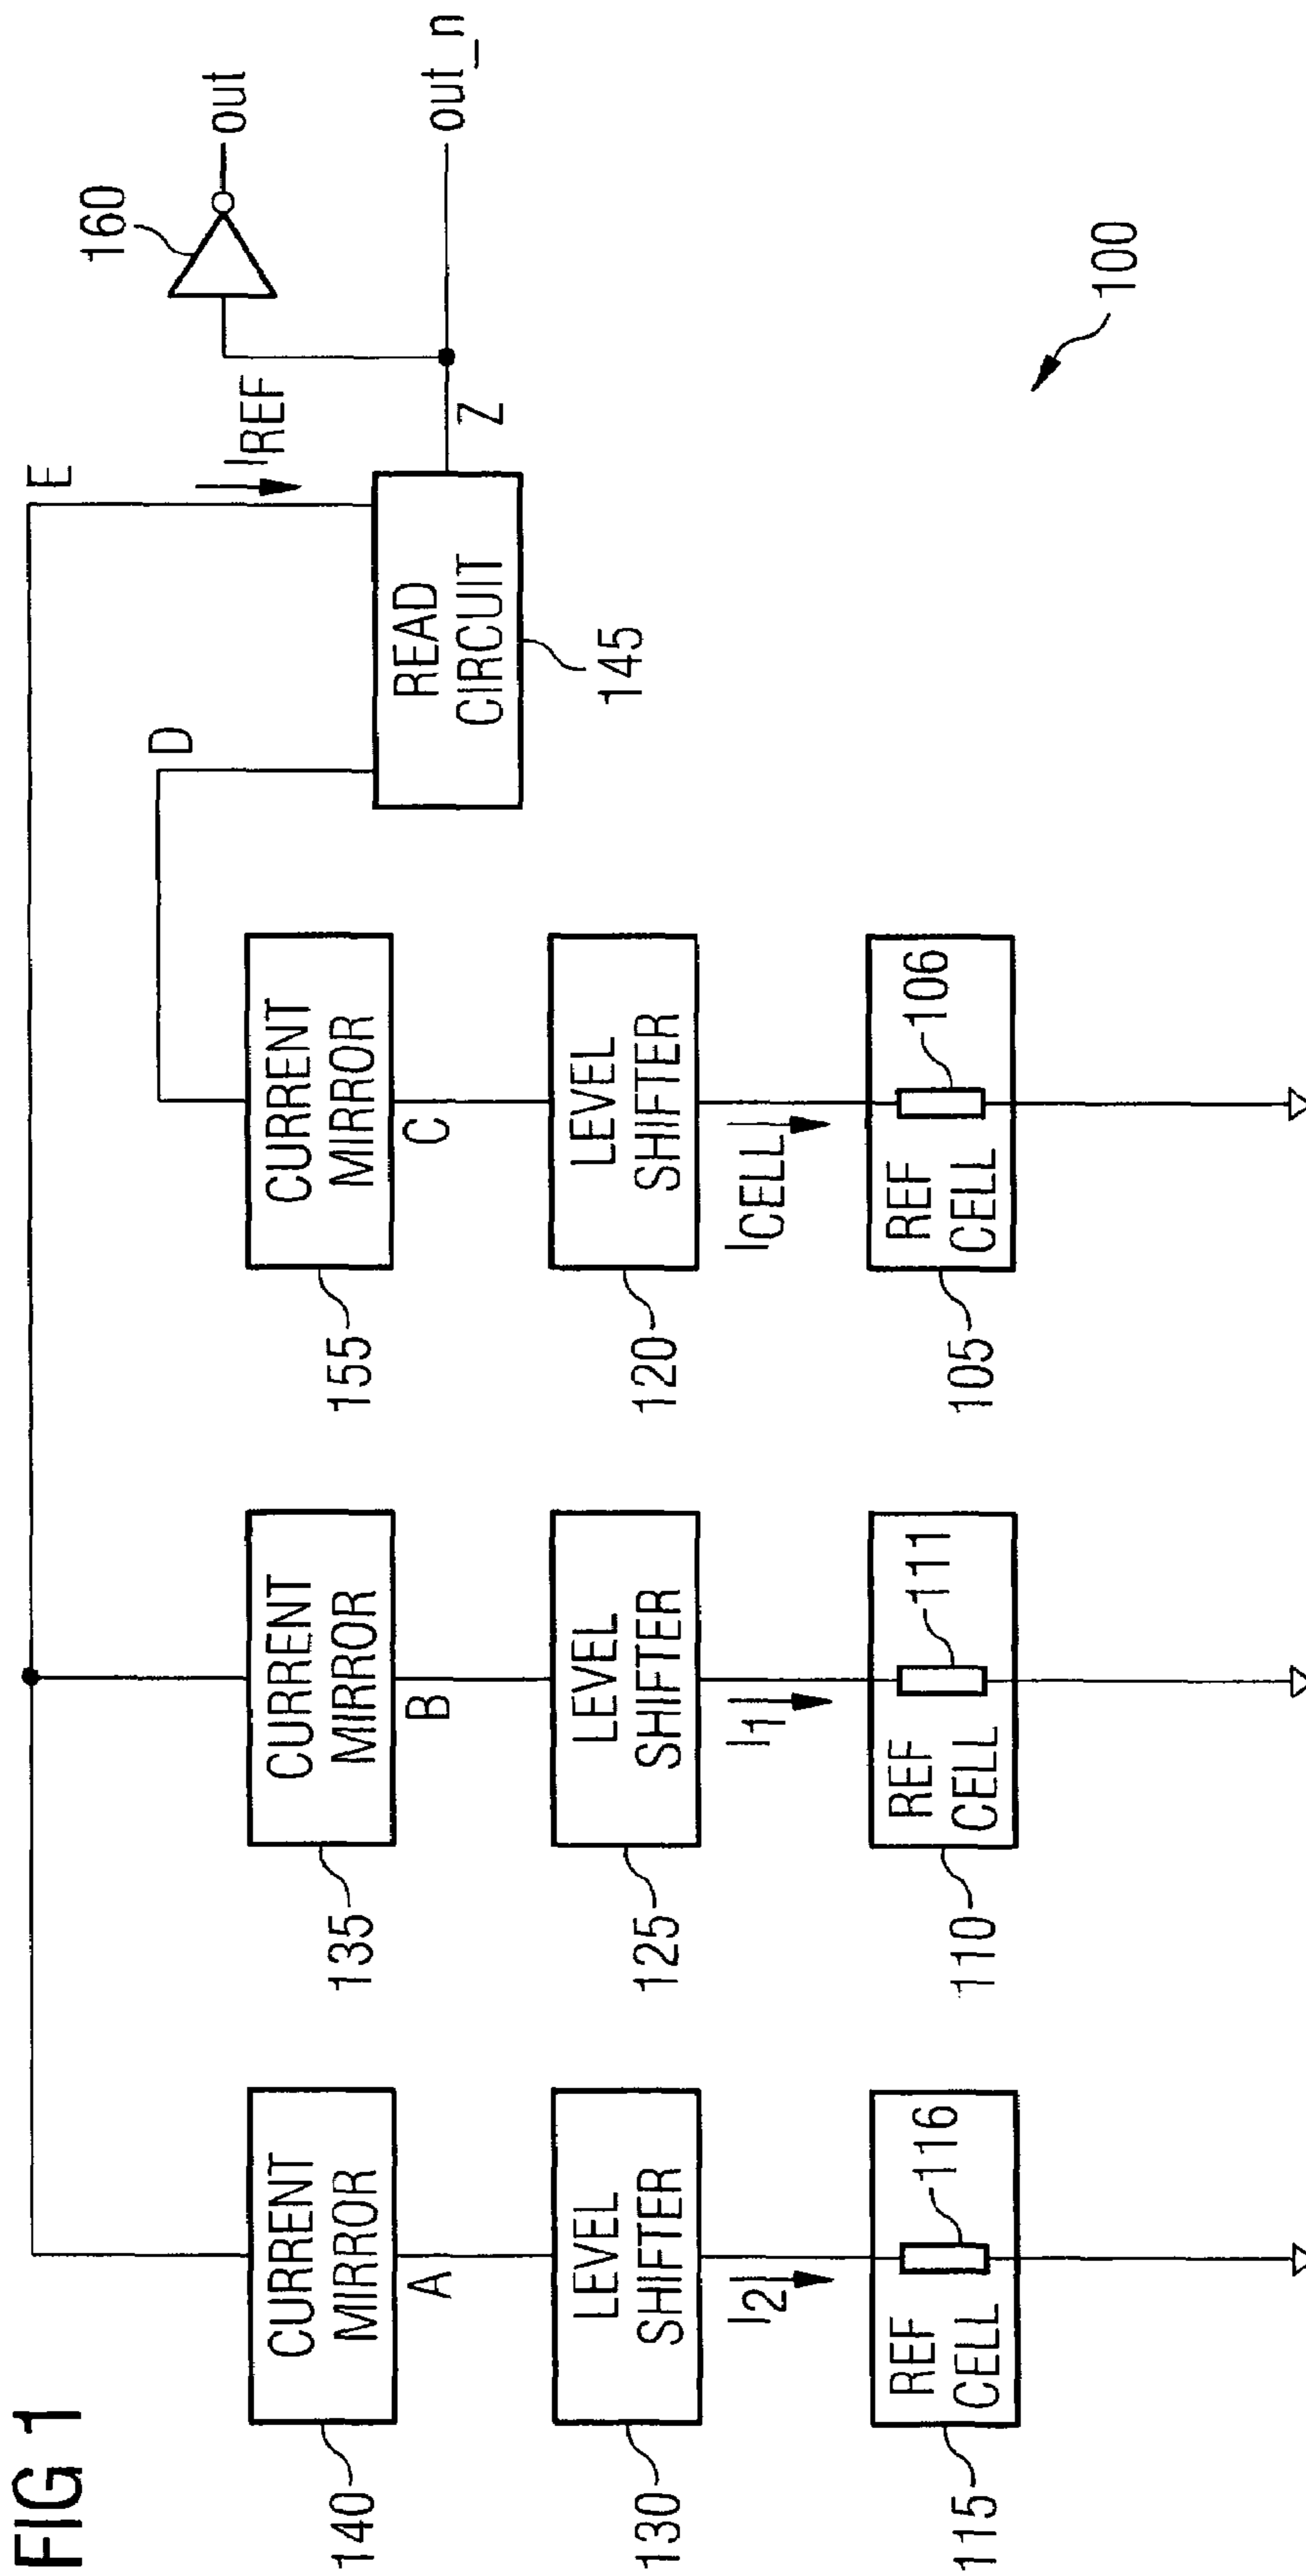 FIG 1
E
D
I REF
160
out
out_n
Z
READ
CIRCUIT
145
100
140
CURRENT
MIRROR
A
135
CURRENT
MIRROR
B
155
CURRENT
MIRROR
C
130
LEVEL
SHIFTER
I2
125
LEVEL
SHIFTER
I1
120
LEVEL
SHIFTER
ICELL
115
REF
CELL
116
110
REF
CELL
111
105
REF
CELL
106